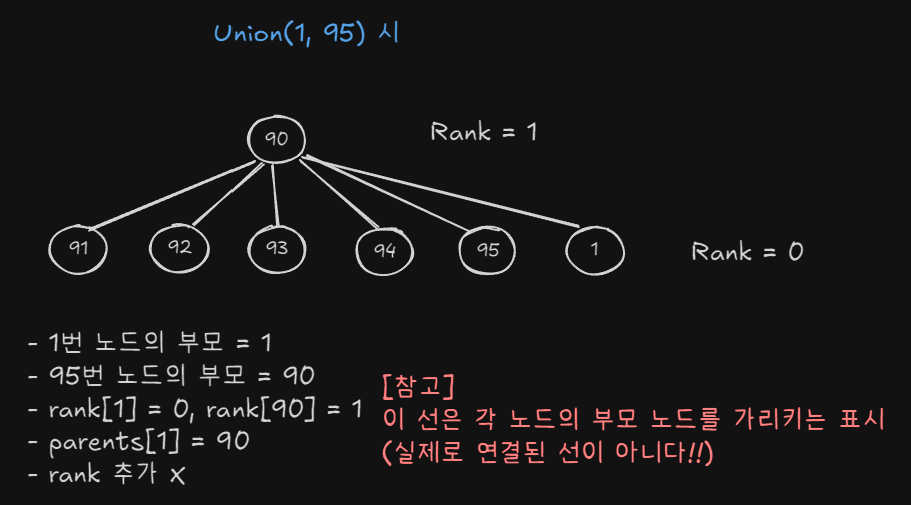 Union(1, 95) 시
90
Rank = 1
91
92
93
94
95
1
Rank = 0
- 1번 노드의 부모 = 1
- 95번 노드의 부모 = 90
- rank[1] = 0, rank[90] = 1
- parents[1] = 90
- rank 추가 X
[참고]
이 선은 각 노드의 부모 노드를 가리키는 표시
(실제로 연결된 선이 아니다!!)